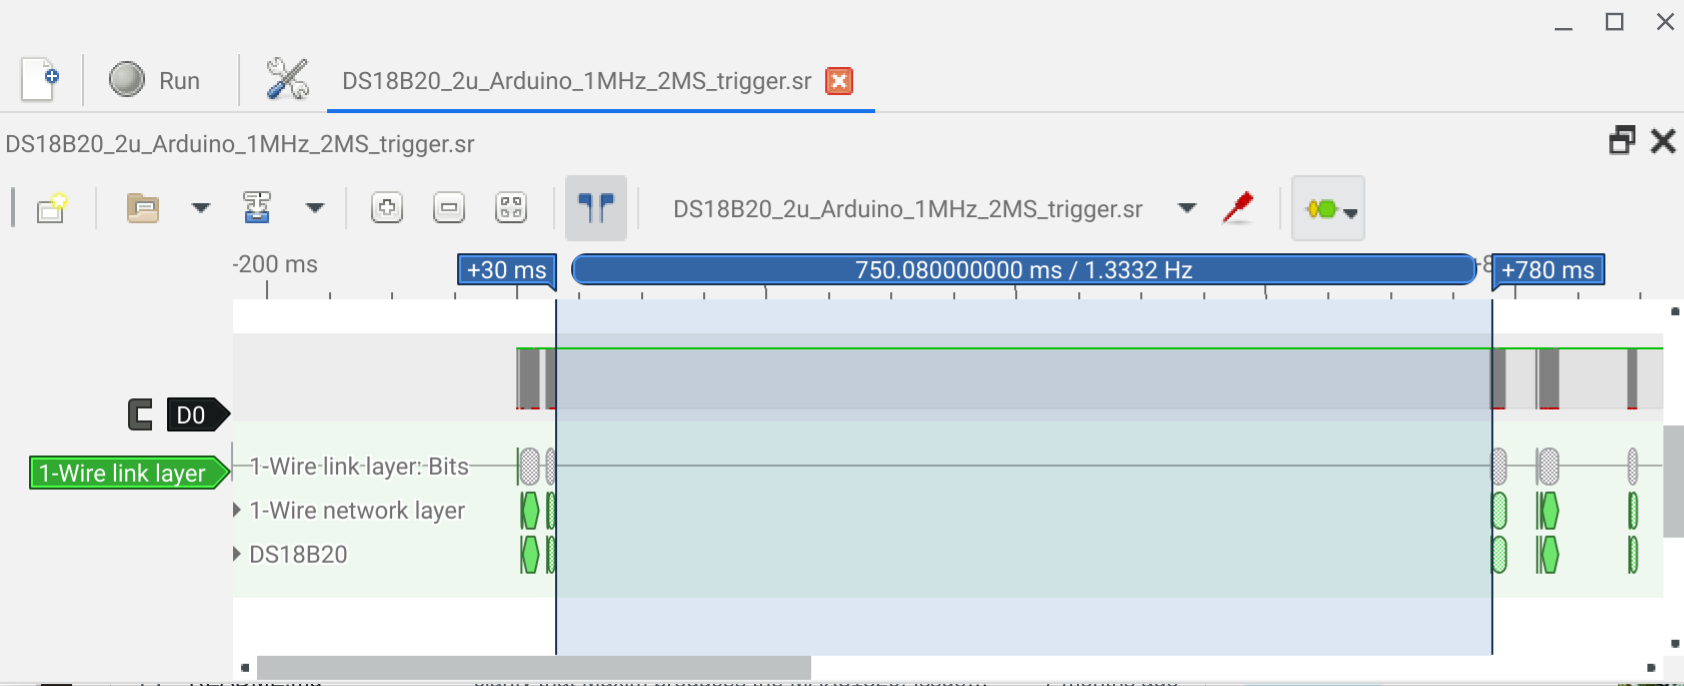 Run
DS18B20_2u_Arduino_1MHz_2MS_trigger.sr
DS18B20_2u_Arduino_1MHz_2MS_trigger.sr
DS18B20_2u_Arduino_1MHz_2MS_trigger.sr
-200 ms
+30 ms
750.080000000 ms / 1.3332 Hz
+780 ms
D0
1-Wire link layer
1-Wire link layer: Bits
1-Wire network layer
DS18B20